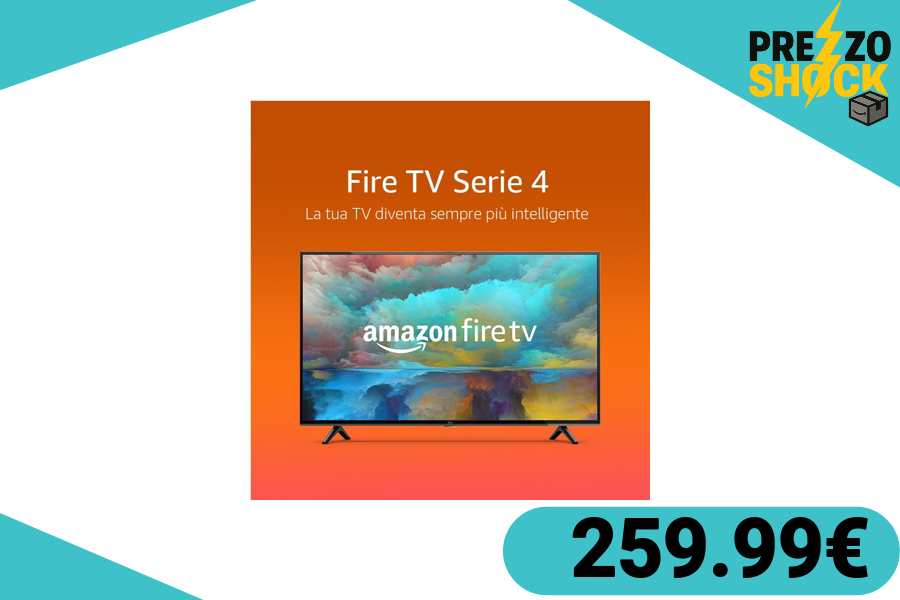 PREZZO
SHOCK
Fire TV Serie 4
La tua TV diventa sempre più intelligente
amazon fire tv
259.99€